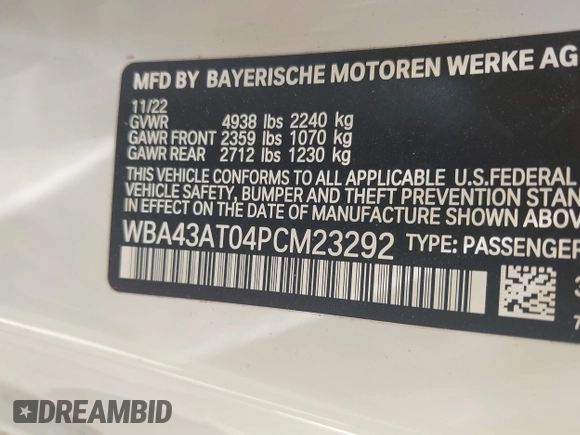 MFD BY BAYERISCHE MOTOREN WERKE AG
11/22
GVWR 4938 lbs 2240 kg
GAWR FRONT 2359 lbs 1070 kg
GAWR REAR 2712 lbs 1230 kg
THIS VEHICLE CONFORMS TO ALL APPLICABLE U.S.FEDERAL
VEHICLE SAFETY, BUMPER AND THEFT PREVENTION STAN
IN EFFECT ON THE DATE OF MANUFACTURE SHOWN ABOV
WBA43AT04PCM23292 TYPE: PASSENGER
3
7
DREAMBID